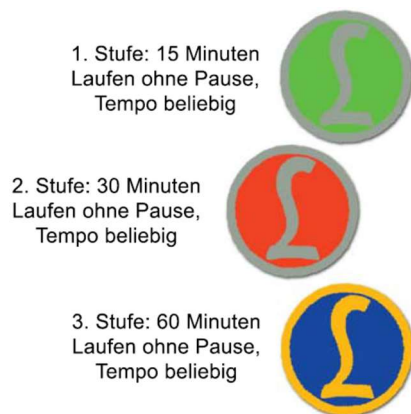 1. Stufe: 15 Minuten
Laufen ohne Pause,
Tempo beliebig
2. Stufe: 30 Minuten
Laufen ohne Pause,
Tempo beliebig
3. Stufe: 60 Minuten
Laufen ohne Pause,
Tempo beliebig